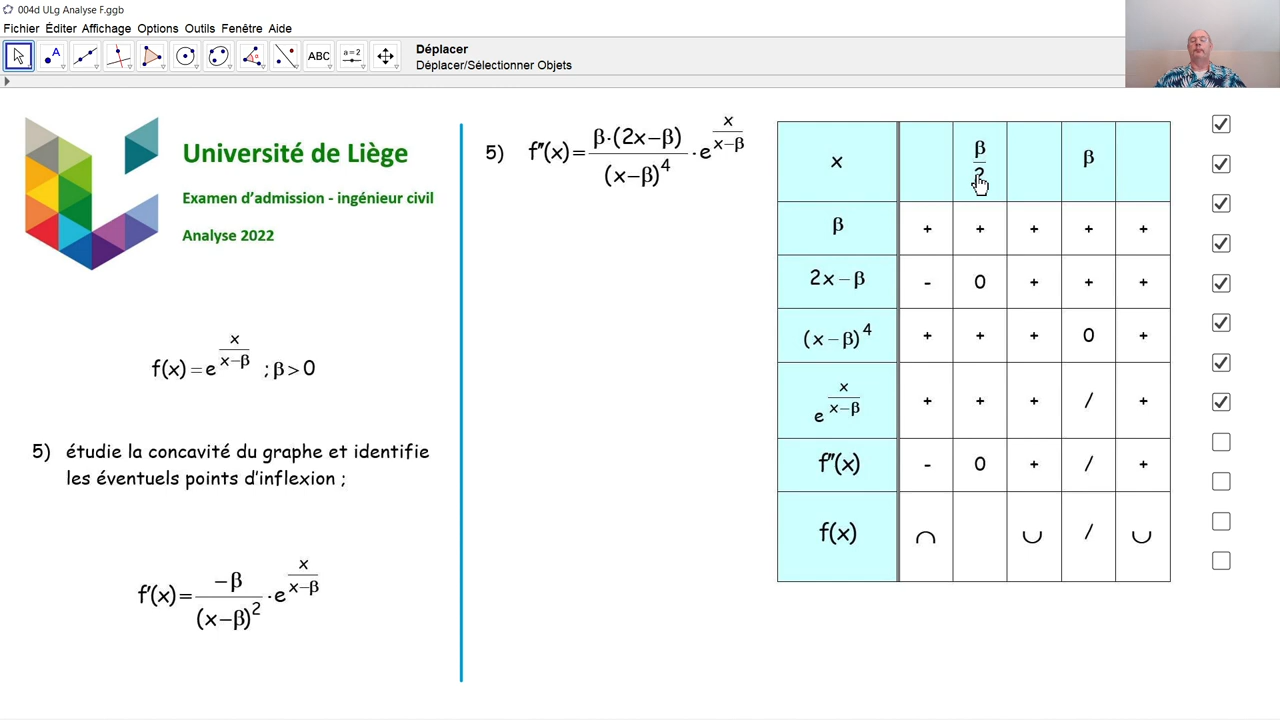 004d ULg Analyse F.ggb
Fichier Éditer Affichage Options Outils Fenêtre Aide
A
ABC
a=2
Déplacer
Déplacer/Sélectionner Objets
Université de Liège
Examen d'admission - ingénieur civil
Analyse 2022
f(x) = e^(x/(x−β)) ; β > 0
5) étudie la concavité du graphe et identifie
les éventuels points d'inflexion ;
f'(x) = −β/(x−β)² · e^(x/(x−β))
5) f''(x) = β·(2x−β)/(x−β)⁴ · e^(x/(x−β))
x β/2 β
β + + + + +
2x−β - 0 + + +
(x−β)⁴ + + + 0 +
e^(x/(x−β)) + + + / +
f''(x) - 0 + / +
f(x) ∩ ∪ / ∪